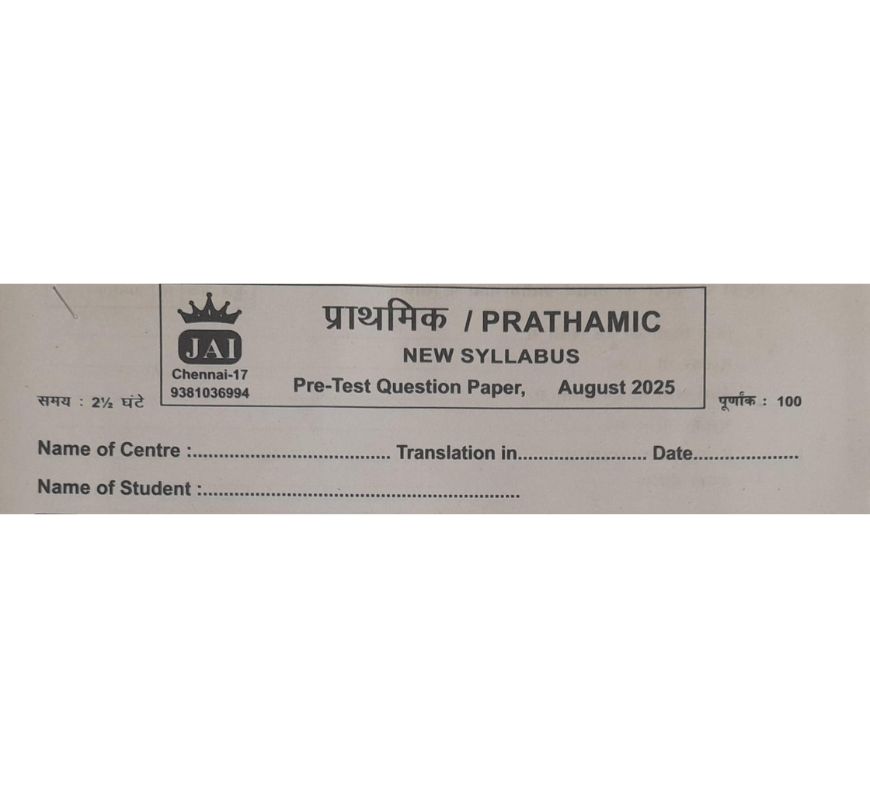 प्राथमिक / PRATHAMIC
JAI
NEW SYLLABUS
Chennai-17
Pre-Test Question Paper, August 2025
9381036994
समय : 2½ घंटे
पूर्णांक : 100
Name of Centre :...................................... Translation in......................... Date....................
Name of Student :.............................................................